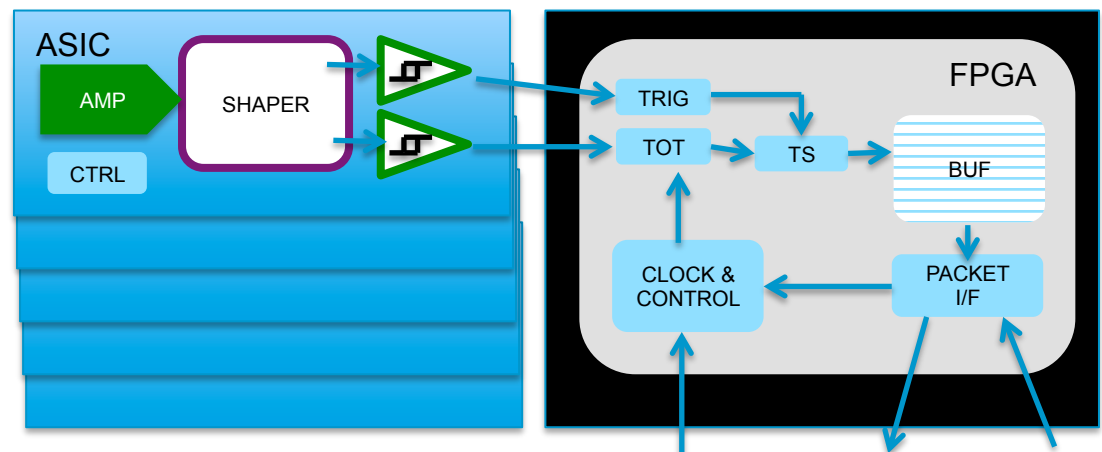 ASIC
AMP
SHAPER
CTRL
FPGA
TRIG
TOT
TS
BUF
CLOCK &
CONTROL
PACKET
I/F